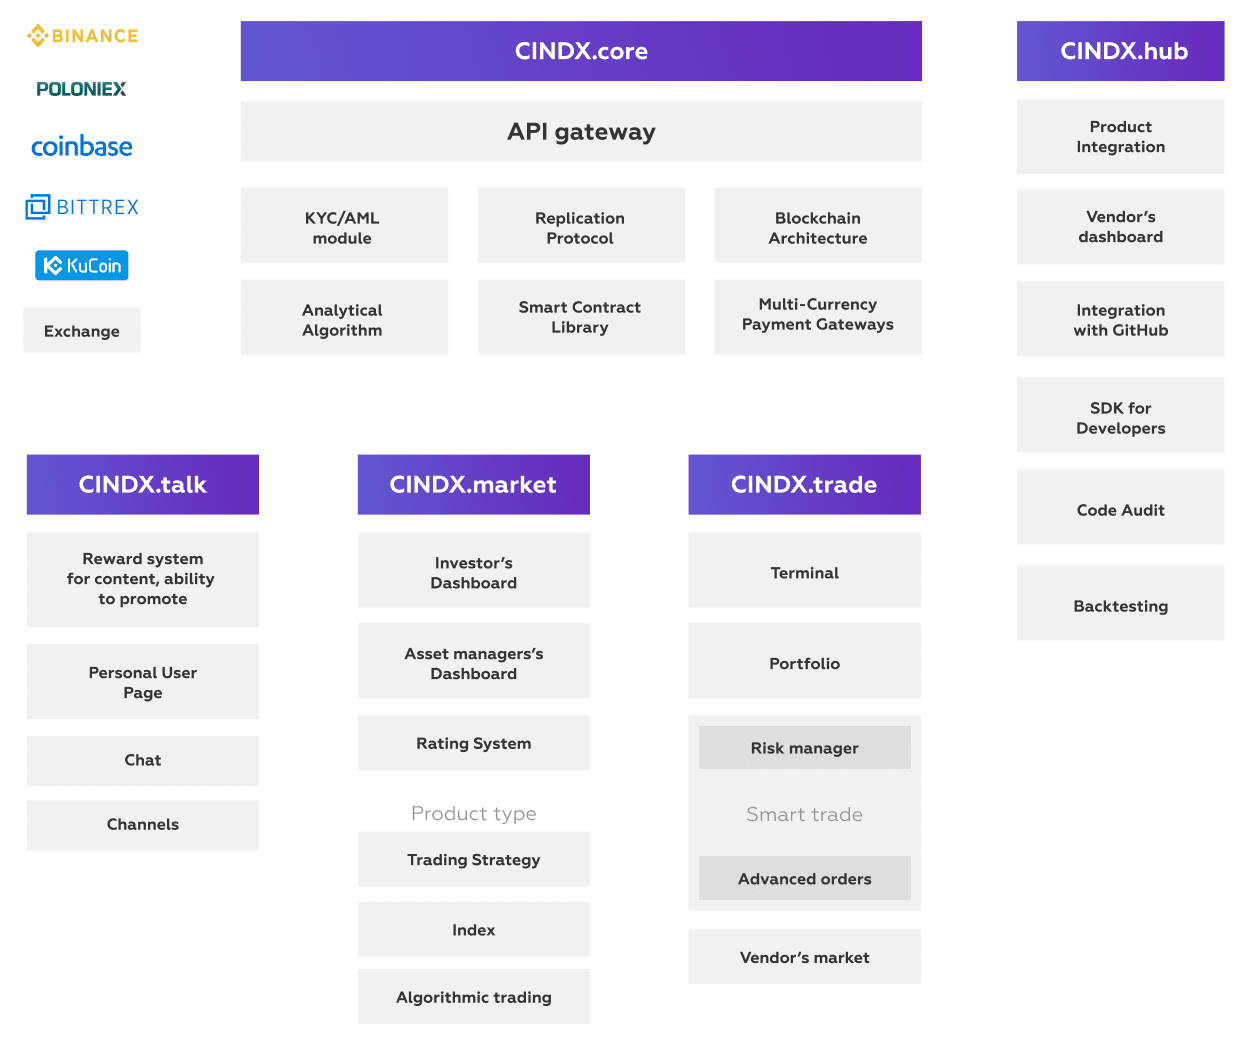 BINANCE
POLONIEX
coinbase
BITTREX
KuCoin
Exchange
CINDX.core
API gateway
KYC/AML
module
Replication
Protocol
Blockchain
Architecture
Analytical
Algorithm
Smart Contract
Library
Multi-Currency
Payment Gateways
CINDX.hub
Product
Integration
Vendor's
dashboard
Integration
with GitHub
SDK for
Developers
Code Audit
Backtesting
CINDX.talk
Reward system
for content, ability
to promote
Personal User
Page
Chat
Channels
CINDX.market
Investor's
Dashboard
Asset managers's
Dashboard
Rating System
Product type
Trading Strategy
Index
Algorithmic trading
CINDX.trade
Terminal
Portfolio
Risk manager
Smart trade
Advanced orders
Vendor's market